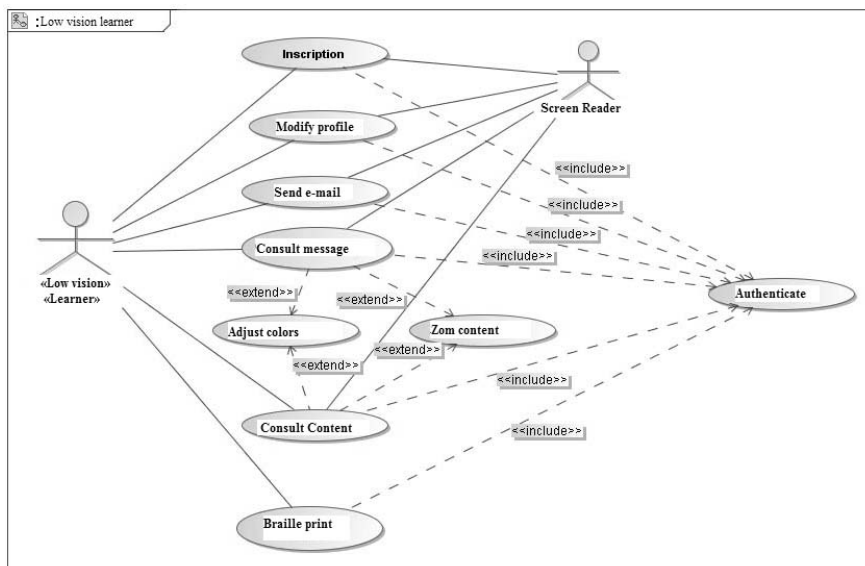 :Low vision learner
Inscription
Screen Reader
Modify profile
<<include>>
Send e-mail
<<include>>
<<include>>
Consult message
<<include>>
«Low vision»
«Learner»
<<extend>>
<<extend>>
Authenticate
Adjust colors
Zom content
<<extend>>
<<extend>>
<<include>>
Consult Content
<<include>>
Braille print